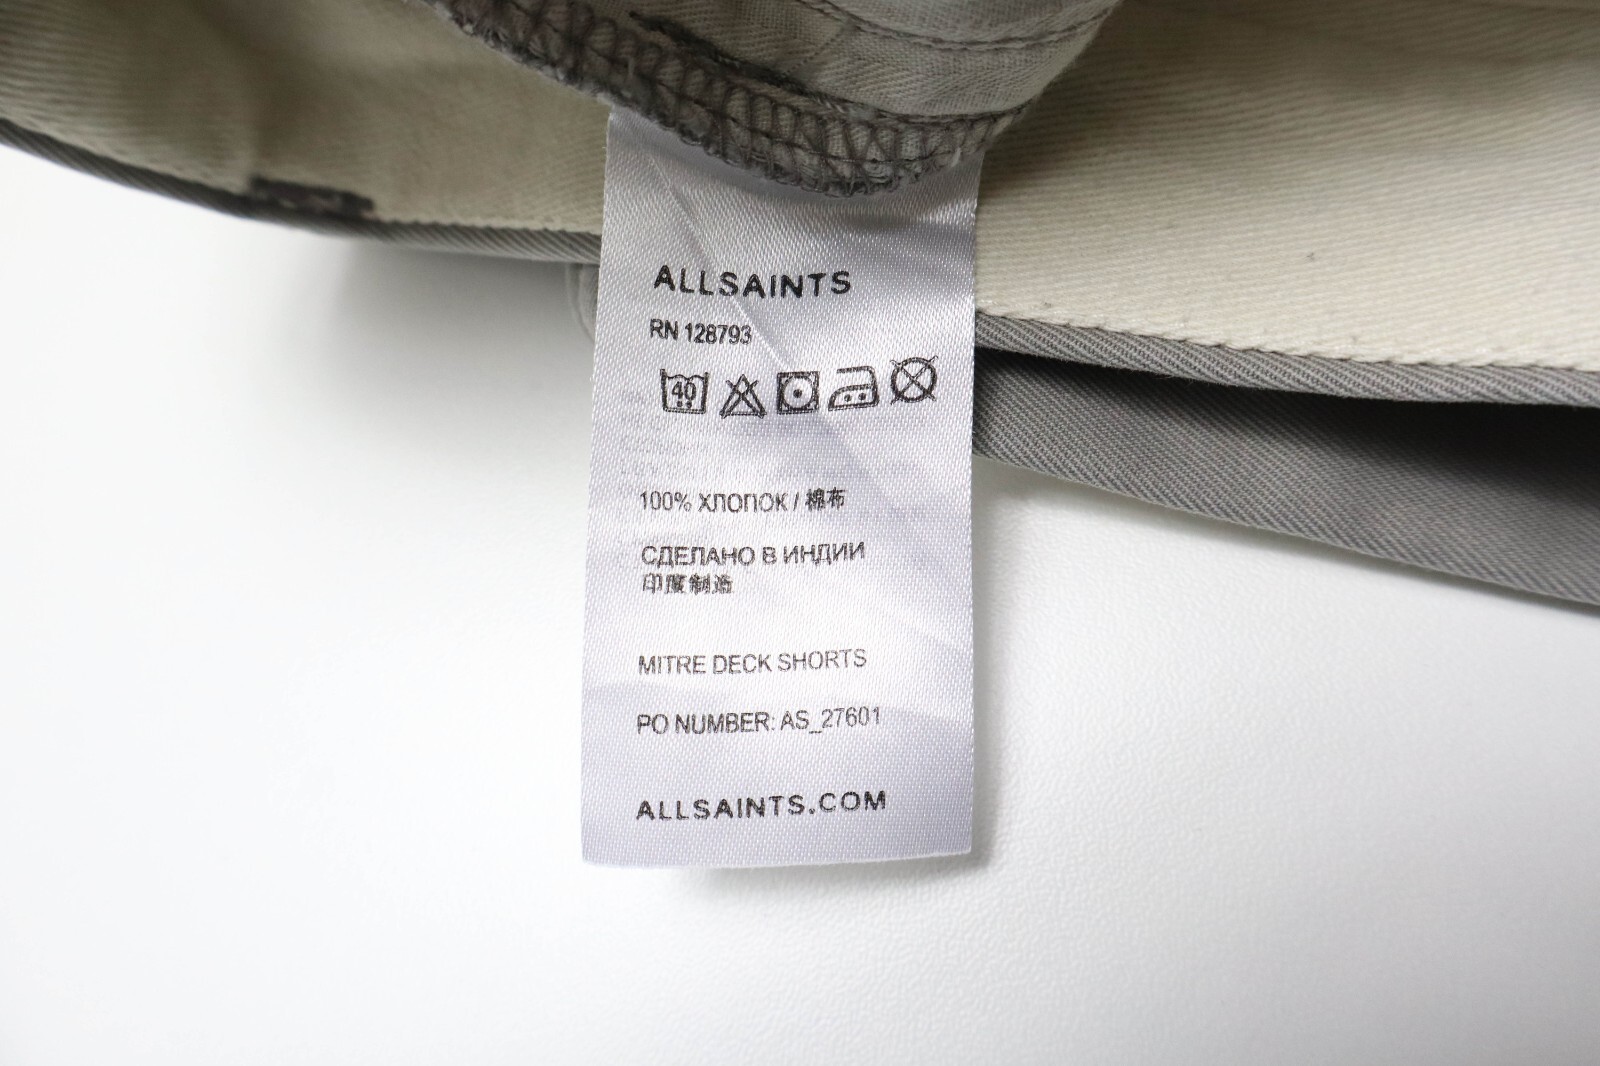 ALLSAINTS
RN 128793
40
100% ХЛОПОК / 棉布
СДЕЛАНО В ИНДИИ
印度制造
MITRE DECK SHORTS
PO NUMBER: AS_27601
ALLSAINTS.COM